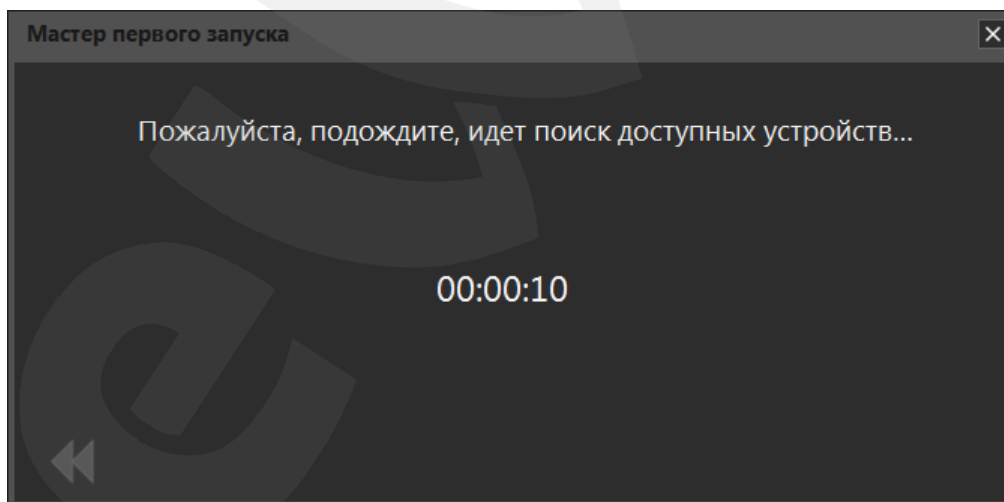 Мастер первого запуска
Пожалуйста, подождите, идет поиск доступных устройств...
00:00:10